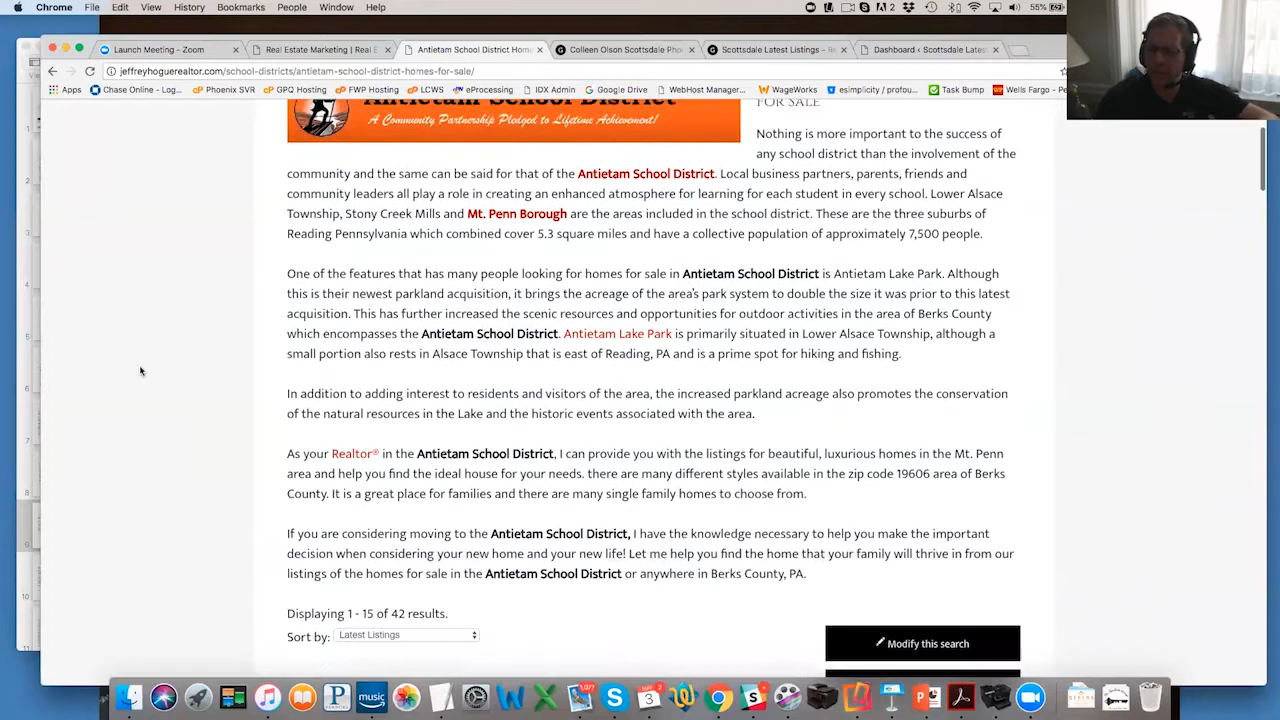 Chrome File Edit View History Bookmarks People Window Help
2 55%
Launch Meeting - Zoom
Real Estate Marketing | Real E
Antietam School District Home
Colleen Olson Scottsdale Phoe
Scottsdale Latest Listings – Re
Dashboard ‹ Scottsdale Latest
jeffreyhoguerealtor.com/school-districts/antietam-school-district-homes-for-sale/
Apps Chase Online - Log... cP Phoenix SVR cP GPQ Hosting cP FWP Hosting cP LCWS eProcessing IDX Admin Google Drive WebHost Manager... WageWorks esimplicity / profou... Task Bump Wells Fargo - Pe
Antietam School District
A Community Partnership Pledged to Lifetime Achievement!
FOR SALE
Nothing is more important to the success of
any school district than the involvement of the
community and the same can be said for that of the Antietam School District. Local business partners, parents, friends and
community leaders all play a role in creating an enhanced atmosphere for learning for each student in every school. Lower Alsace
Township, Stony Creek Mills and Mt. Penn Borough are the areas included in the school district. These are the three suburbs of
Reading Pennsylvania which combined cover 5.3 square miles and have a collective population of approximately 7,500 people.
One of the features that has many people looking for homes for sale in Antietam School District is Antietam Lake Park. Although
this is their newest parkland acquisition, it brings the acreage of the area's park system to double the size it was prior to this latest
acquisition. This has further increased the scenic resources and opportunities for outdoor activities in the area of Berks County
which encompasses the Antietam School District. Antietam Lake Park is primarily situated in Lower Alsace Township, although a
small portion also rests in Alsace Township that is east of Reading, PA and is a prime spot for hiking and fishing.
In addition to adding interest to residents and visitors of the area, the increased parkland acreage also promotes the conservation
of the natural resources in the Lake and the historic events associated with the area.
As your Realtor® in the Antietam School District, I can provide you with the listings for beautiful, luxurious homes in the Mt. Penn
area and help you find the ideal house for your needs. there are many different styles available in the zip code 19606 area of Berks
County. It is a great place for families and there are many single family homes to choose from.
If you are considering moving to the Antietam School District, I have the knowledge necessary to help you make the important
decision when considering your new home and your new life! Let me help you find the home that your family will thrive in from our
listings of the homes for sale in the Antietam School District or anywhere in Berks County, PA.
Displaying 1 - 15 of 42 results.
Sort by: Latest Listings
Modify this search
music
1,077
3